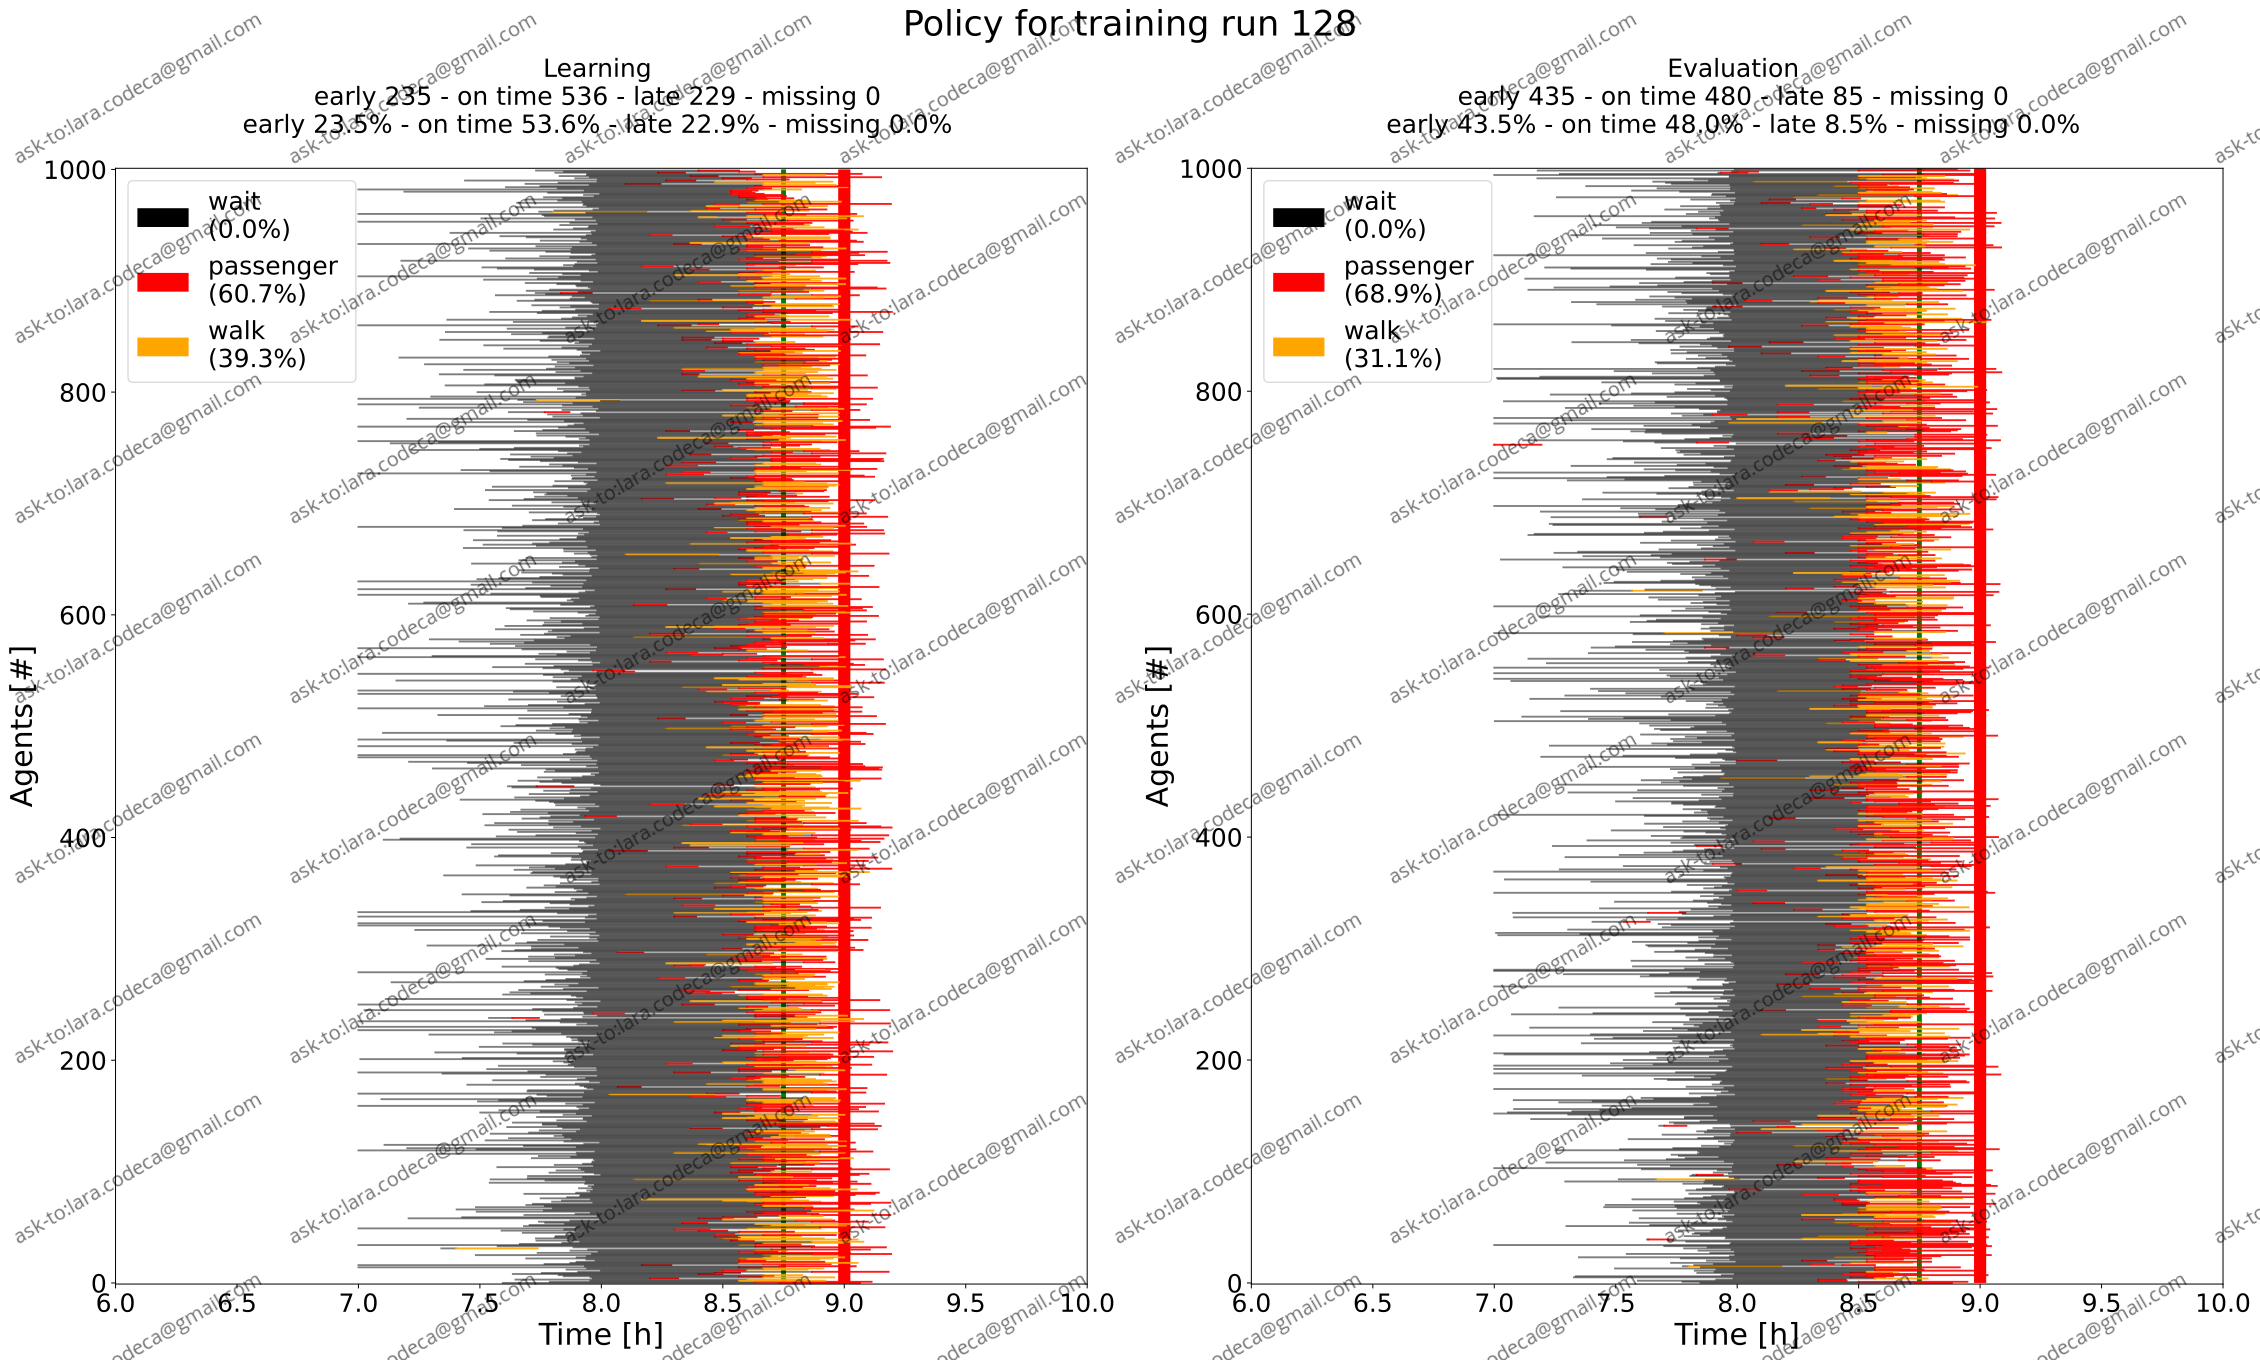 Policy for training run 128
Learning
early 235 - on time 536 - late 229 - missing 0
early 23.5% - on time 53.6% - late 22.9% - missing 0.0%
1000
800
600
400
200
0
Agents [#]
wait
(0.0%)
passenger
(60.7%)
walk
(39.3%)
6.0 6.5 7.0 7.5 8.0 8.5 9.0 9.5 10.0
Time [h]
Evaluation
early 435 - on time 480 - late 85 - missing 0
early 43.5% - on time 48.0% - late 8.5% - missing 0.0%
1000
800
600
400
200
0
Agents [#]
wait
(0.0%)
passenger
(68.9%)
walk
(31.1%)
6.0 6.5 7.0 7.5 8.0 8.5 9.0 9.5 10.0
Time [h]
ask-to:lara.codeca@gmail.com